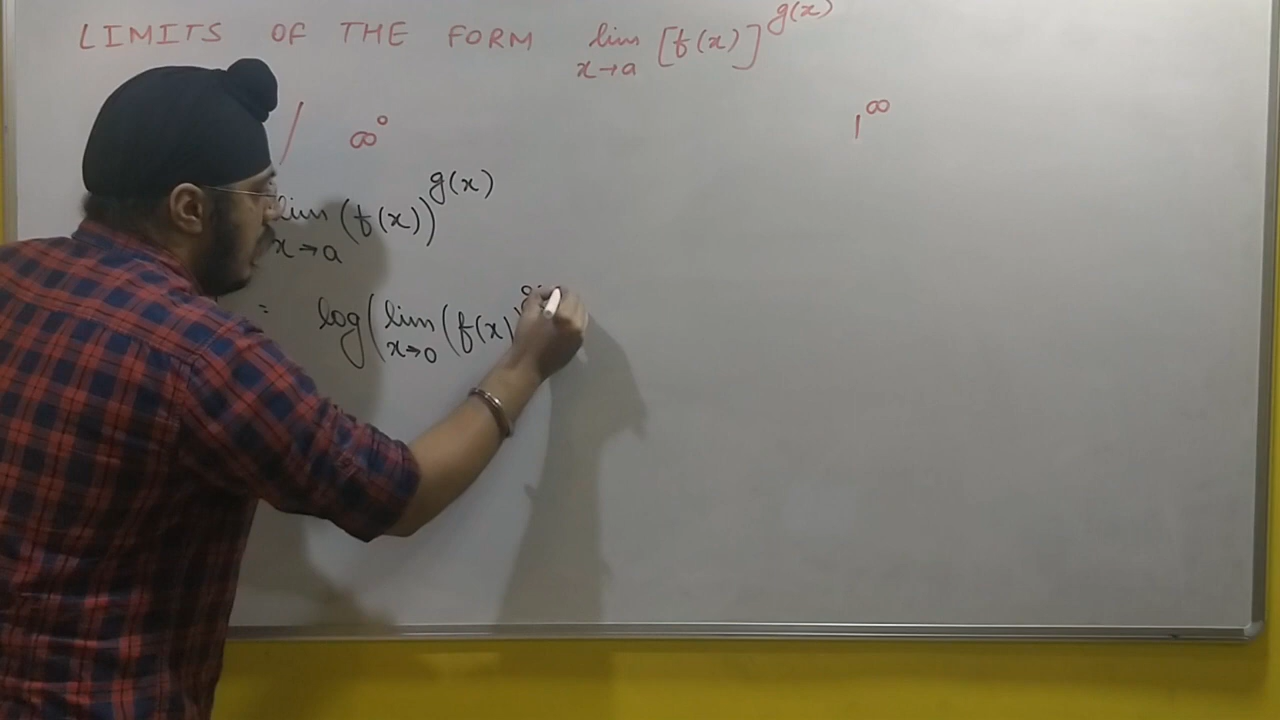 LIMITS OF THE FORM lim x→a [f(x)]^g(x)
/ ∞° 1^∞
lim x→a (f(x))^g(x)
= log(lim x→0 (f(x)